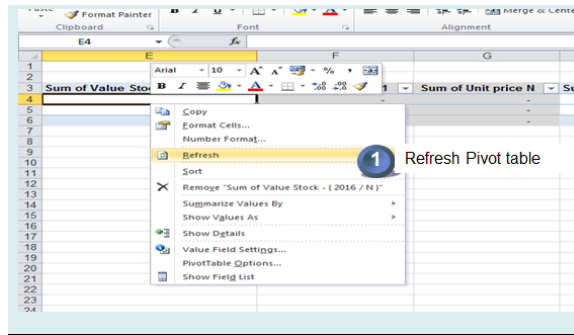 Format Painter B I U A Merge & Cente
Clipboard Font Alignment
E4 fx
E F G
1
2
Arial 10 A A % ,
3 Sum of Value Sto B I A 1 Sum of Unit price N Su
4 - -
5 - -
6 - -
7
Copy
8
Format Cells...
9
Number Format...
10
Refresh 1 Refresh Pivot table
11
Sort
12
Remove "Sum of Value Stock - ( 2016 / N )"
13
14
Summarize Values By
15
Show Values As
16
17
Show Details
18
Value Field Settings...
19
PivotTable Options...
20
21
Show Field List
22
23
24